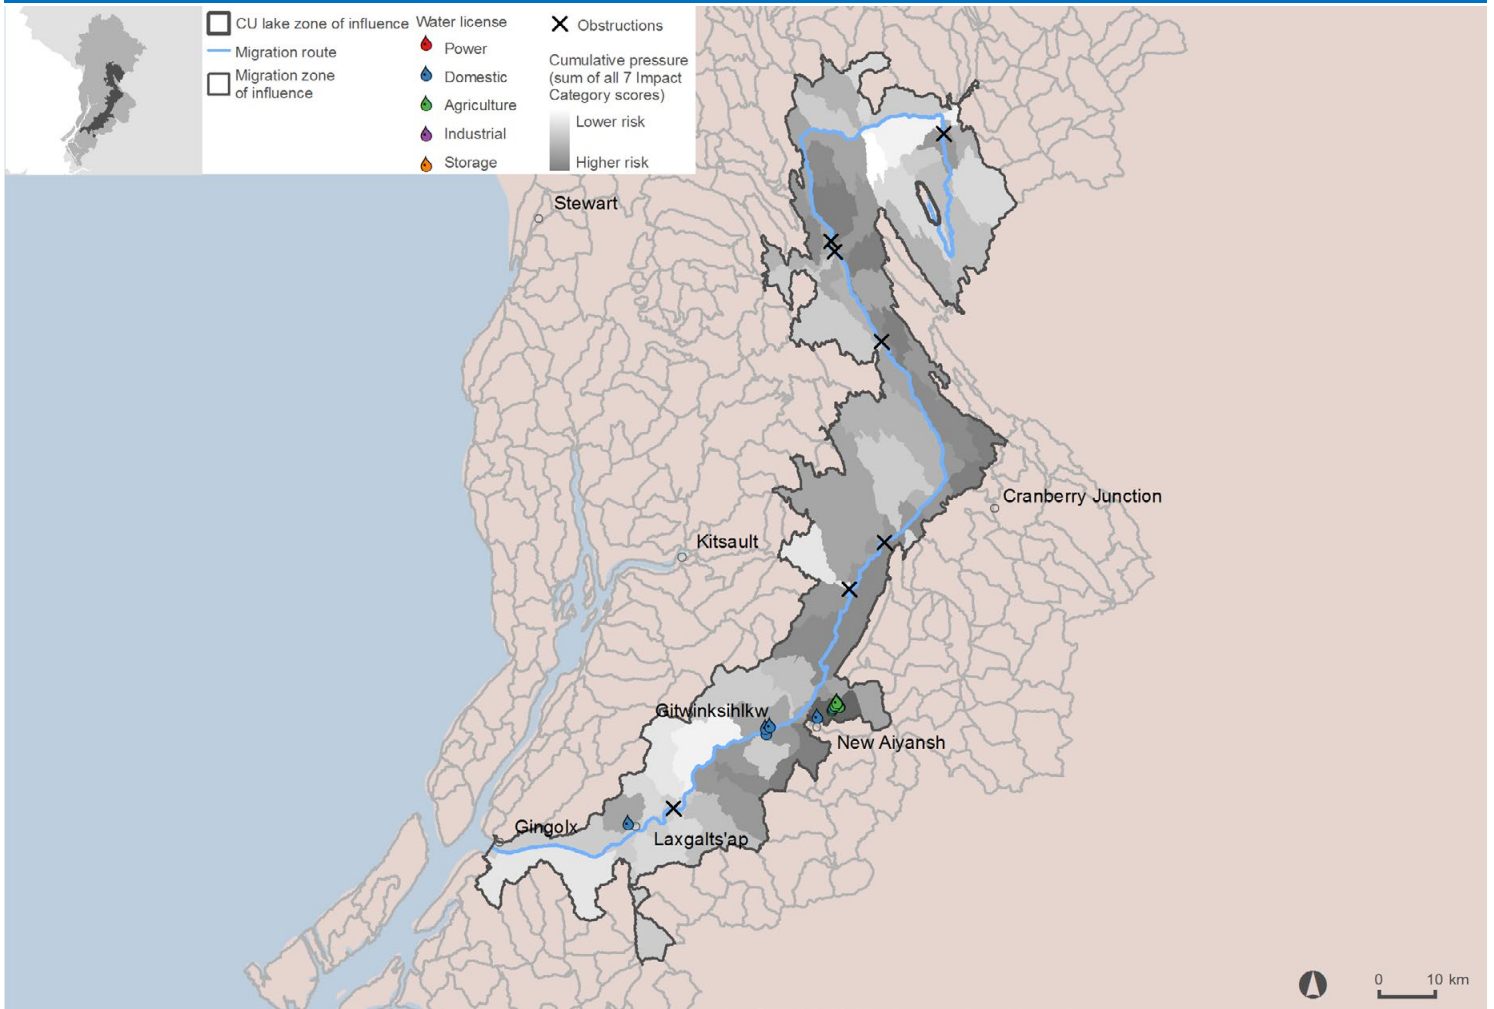 CU lake zone of influence
Migration route
Migration zone
of influence
Water license
Power
Domestic
Agriculture
Industrial
Storage
Obstructions
Cumulative pressure
(sum of all 7 Impact
Category scores)
Lower risk
Higher risk
Stewart
Cranberry Junction
Kitsault
Gitwinksihlkw
New Aiyansh
Gingolx
Laxgalts'ap
0 10 km